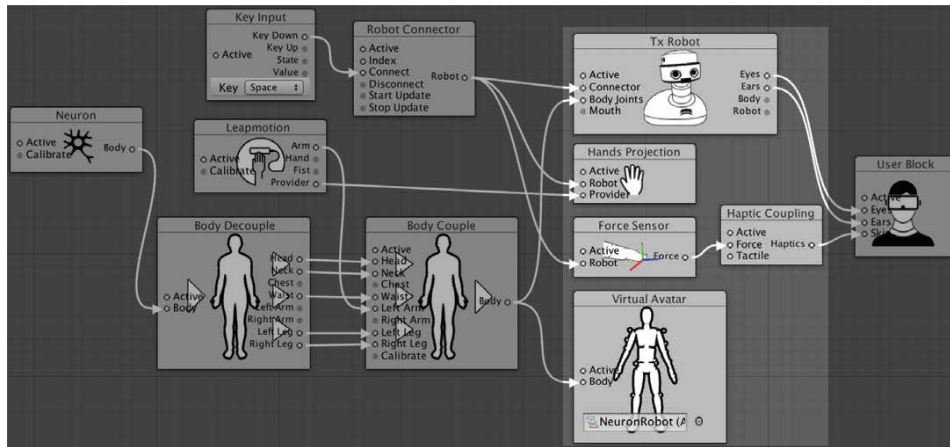 Key Input
Key Down
Key Up
Active
State
Value
Key Space
Robot Connector
Active
Index
Connect
Robot
Disconnect
Start Update
Stop Update
Tx Robot
Active
Connector
Body Joints
Mouth
Eyes
Ears
Body
Robot
Neuron
Active
Calibrate
Body
Leapmotion
Arm
Active
Hand
Calibrate
Fist
Provider
Hands Projection
Active
Robot
Provider
User Block
Active
Eyes
Ears
Skin
Body Decouple
Head
Neck
Chest
Active
Waist
Body
Left Arm
Right Arm
Left Leg
Right Leg
Body Couple
Active
Head
Neck
Chest
Waist
Body
Left Arm
Right Arm
Left Leg
Right Leg
Calibrate
Force Sensor
Active
Force
Robot
Haptic Coupling
Active
Force
Haptics
Tactile
Virtual Avatar
Active
Body
NeuronRobot (A